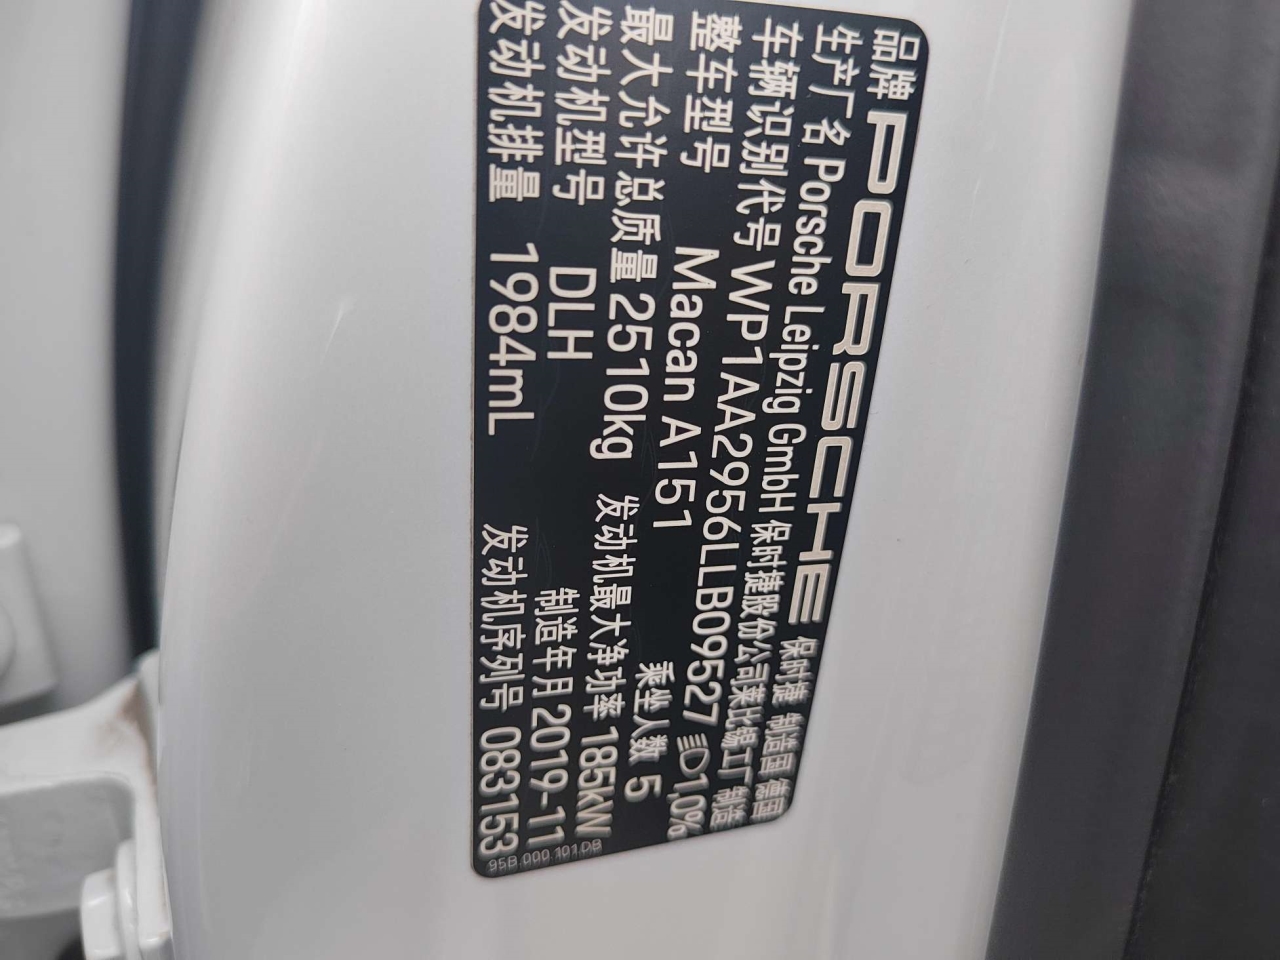 品牌 PORSCHE 保时捷 制造国 德国
生产厂名 Porsche Leipzig GmbH 保时捷股份公司莱比锡工厂 制造
车辆识别代号 WP1AA2956LLB09527 1,0%
整车型号 Macan A151 乘坐人数 5
最大允许总质量 2510kg 发动机最大净功率 185kW
发动机型号 DLH 制造年月 2019-11
发动机排量 1984mL 发动机序列号 083153
95B.000.101.DB